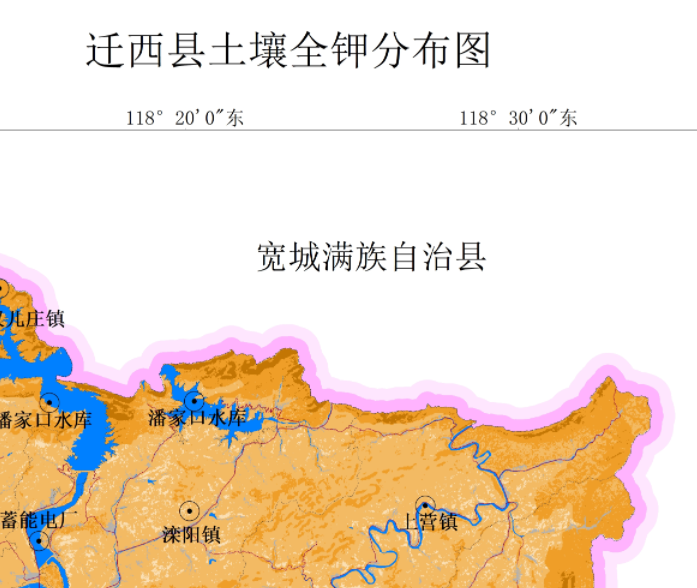 迁西县土壤全钾分布图
118° 20′0″东
118° 30′0″东
宽城满族自治县
汉儿庄镇
潘家口水库
潘家口水库
蓄能电厂
上营镇
滦阳镇